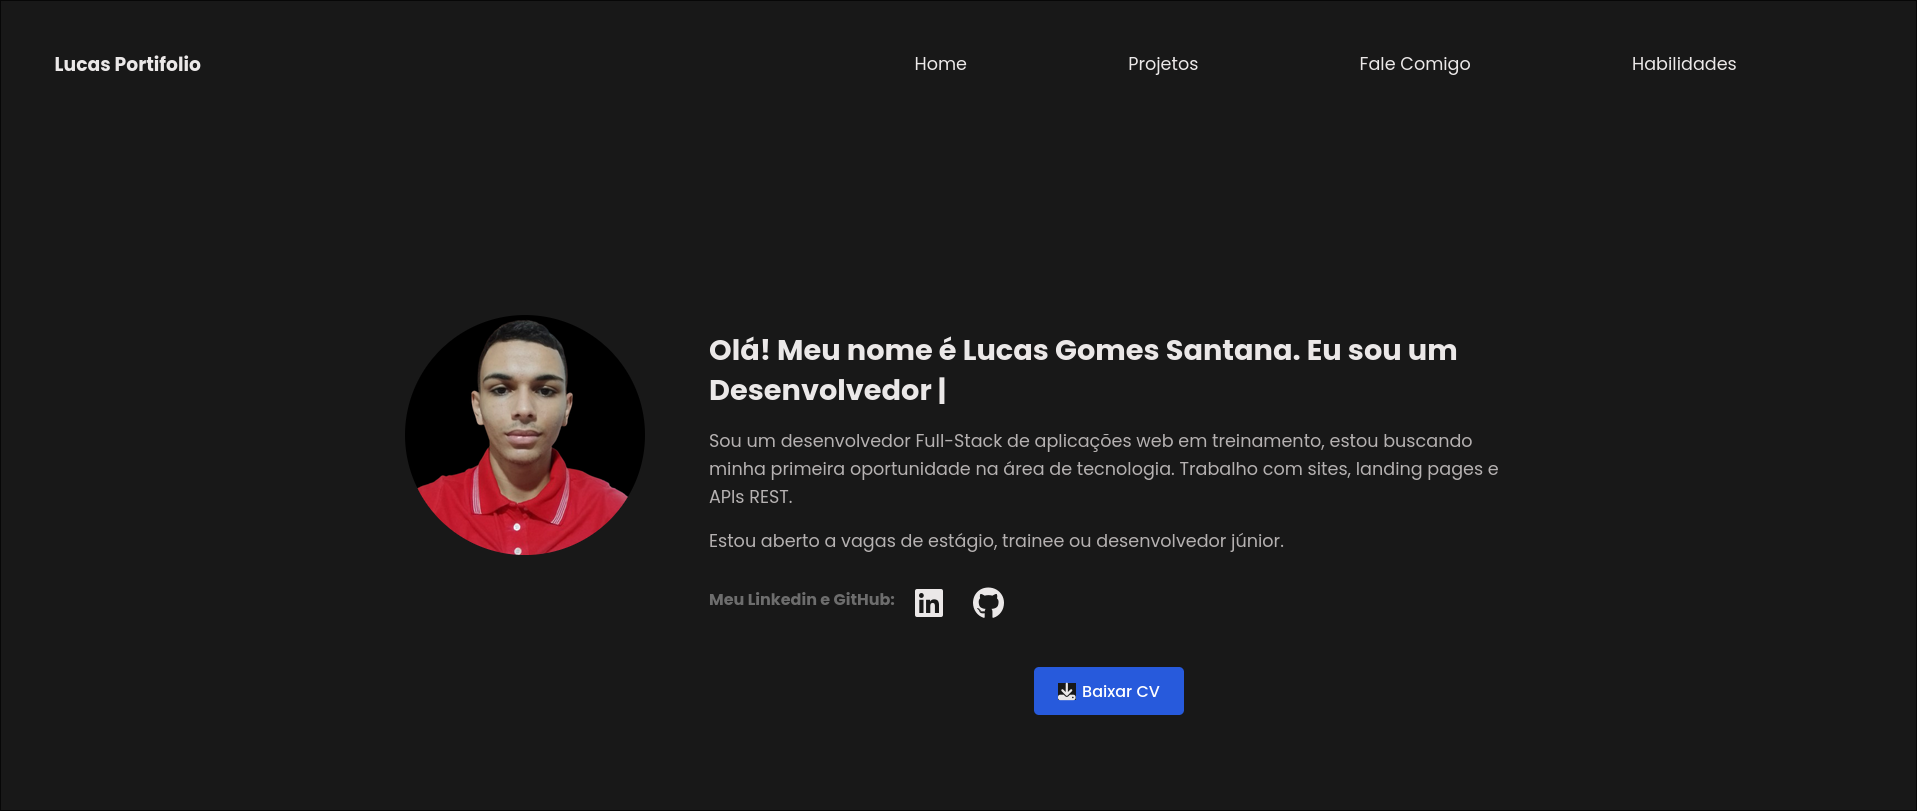 Lucas Portifolio
Home
Projetos
Fale Comigo
Habilidades
Olá! Meu nome é Lucas Gomes Santana. Eu sou um
Desenvolvedor |
Sou um desenvolvedor Full-Stack de aplicações web em treinamento, estou buscando
minha primeira oportunidade na área de tecnologia. Trabalho com sites, landing pages e
APIs REST.
Estou aberto a vagas de estágio, trainee ou desenvolvedor júnior.
Meu Linkedin e GitHub:
in
Baixar CV